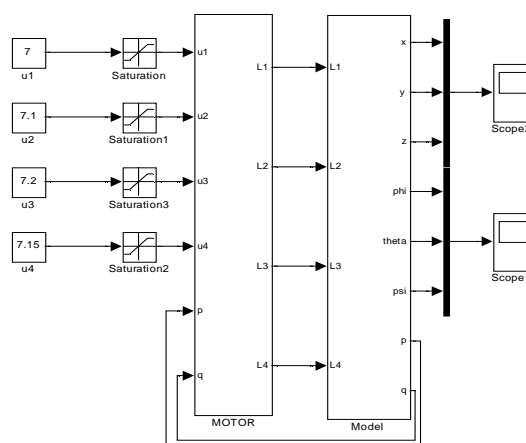 7
u1
Saturation
7.1
u2
Saturation1
7.2
u3
Saturation3
7.15
u4
Saturation2
u1
u2
u3
u4
p
q
L1
L2
L3
L4
MOTOR
L1
L2
L3
L4
x
y
z
phi
theta
psi
p
q
Model
Scope2
Scope1